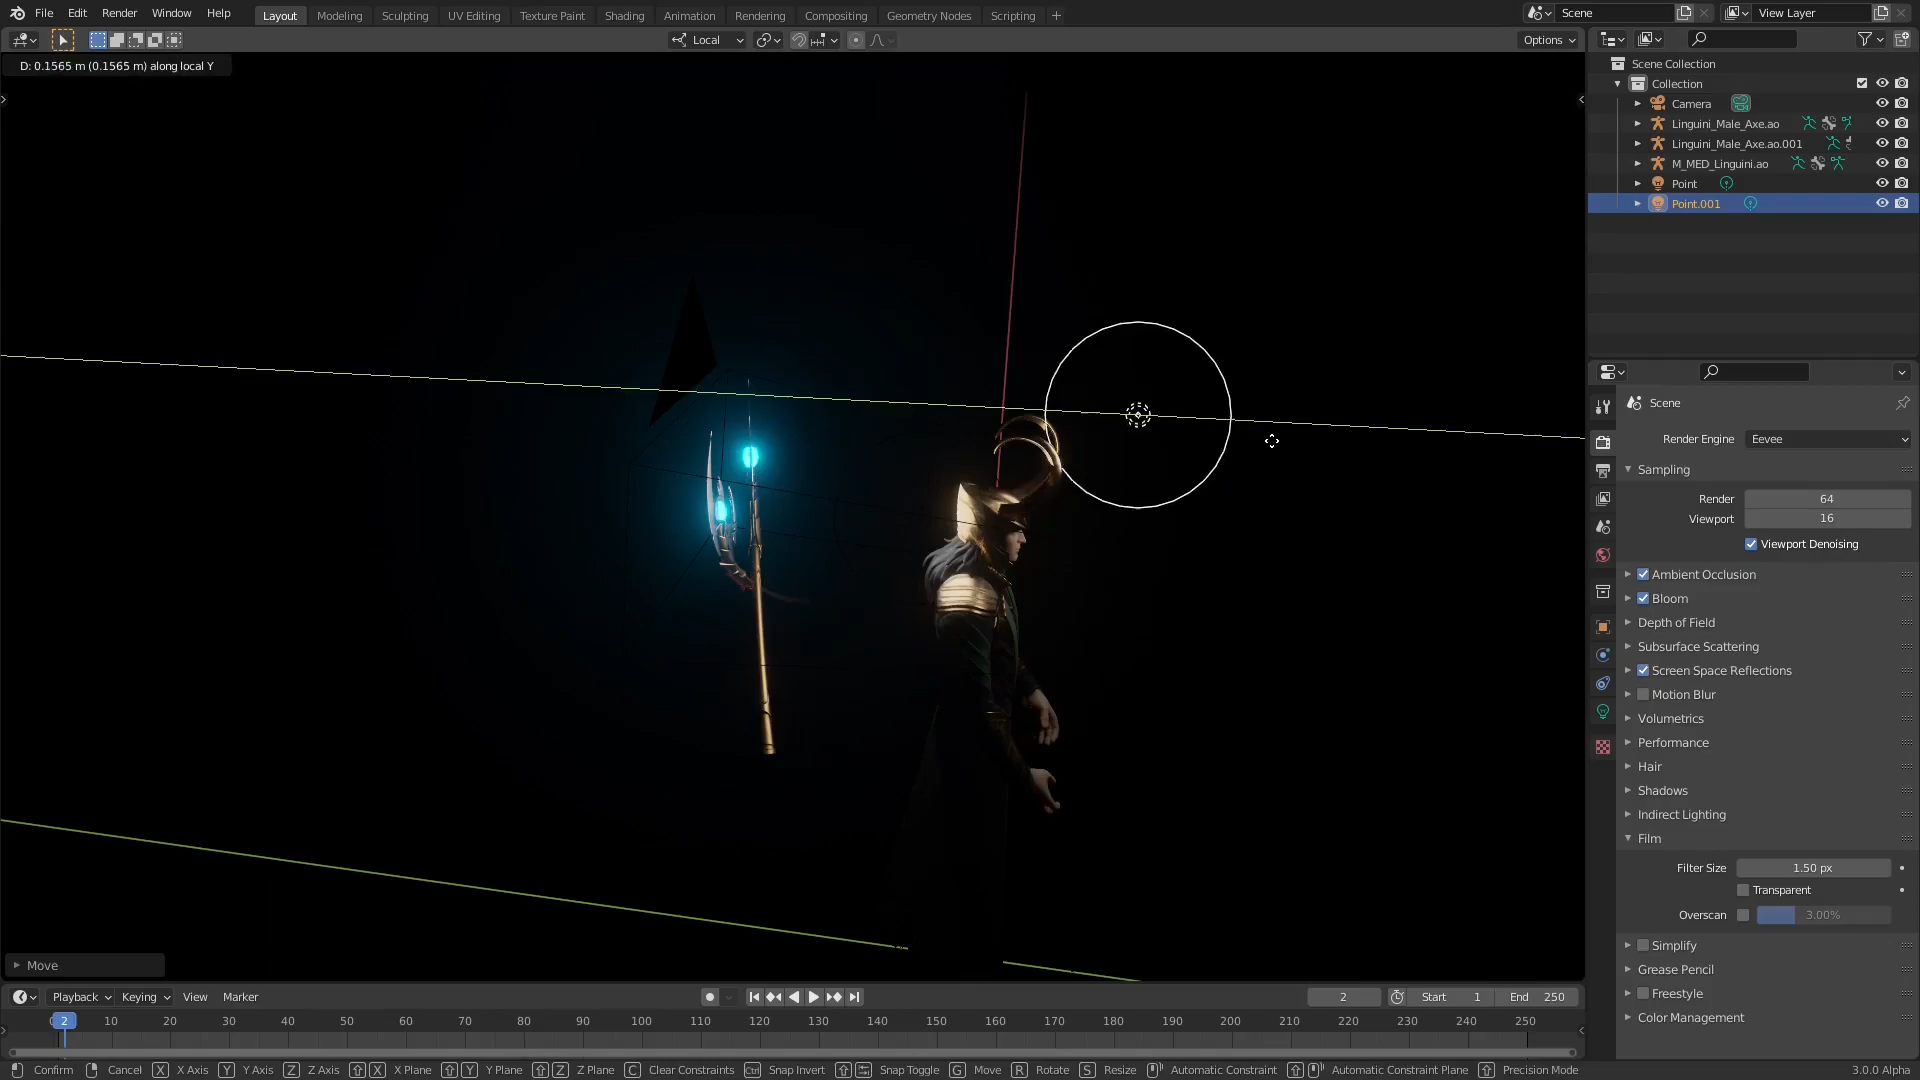 File Edit Render Window Help Layout Modeling Sculpting UV Editing Texture Paint Shading Animation Rendering Compositing Geometry Nodes Scripting + Scene View Layer
Local Options
D: 0.1565 m (0.1565 m) along local Y
Scene Collection
Collection
Camera
Linguini_Male_Axe.ao
Linguini_Male_Axe.ao.001
M_MED_Linguini.ao
Point
Point.001
Scene
Render Engine Eevee
Sampling
Render 64
Viewport 16
Viewport Denoising
Ambient Occlusion
Bloom
Depth of Field
Subsurface Scattering
Screen Space Reflections
Motion Blur
Volumetrics
Performance
Hair
Shadows
Indirect Lighting
Film
Filter Size 1.50 px
Transparent
Overscan 3.00%
Simplify
Grease Pencil
Freestyle
Color Management
Move
Playback Keying View Marker 2 Start 1 End 250
2 10 20 30 40 50 60 70 80 90 100 110 120 130 140 150 160 170 180 190 200 210 220 230 240 250
Confirm Cancel X X Axis Y Y Axis Z Z Axis X X Plane Y Y Plane Z Z Plane C Clear Constraints Ctrl Snap Invert Snap Toggle G Move R Rotate S Resize Automatic Constraint Automatic Constraint Plane Precision Mode 3.0.0 Alpha